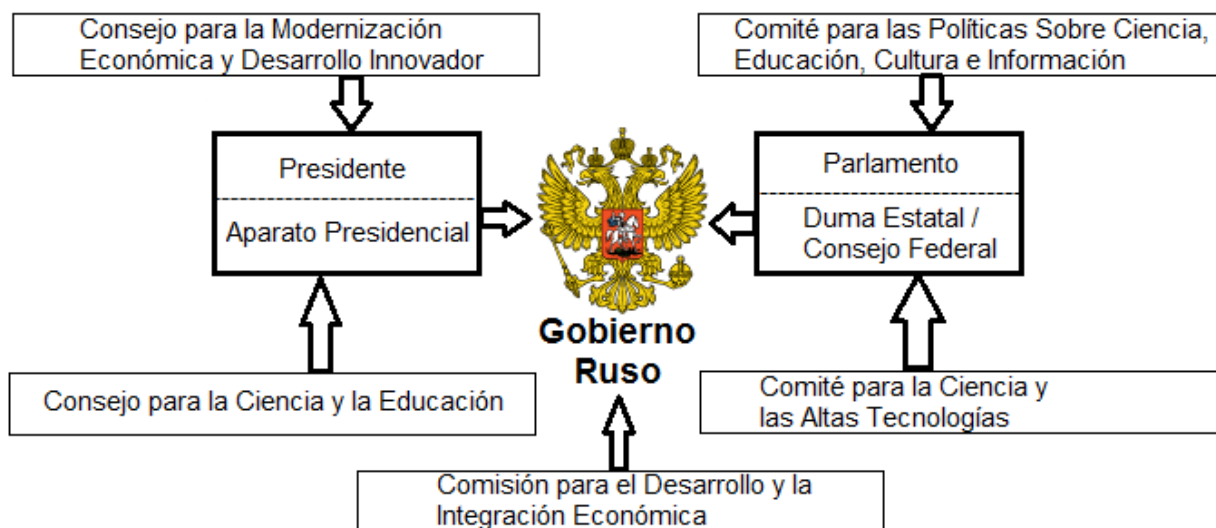 Consejo para la Modernización
Económica y Desarrollo Innovador
Comité para las Políticas Sobre Ciencia,
Educación, Cultura e Información
Presidente
Aparato Presidencial
Parlamento
Duma Estatal /
Consejo Federal
Gobierno
Ruso
Consejo para la Ciencia y la Educación
Comité para la Ciencia y
las Altas Tecnologías
Comisión para el Desarrollo y la
Integración Económica